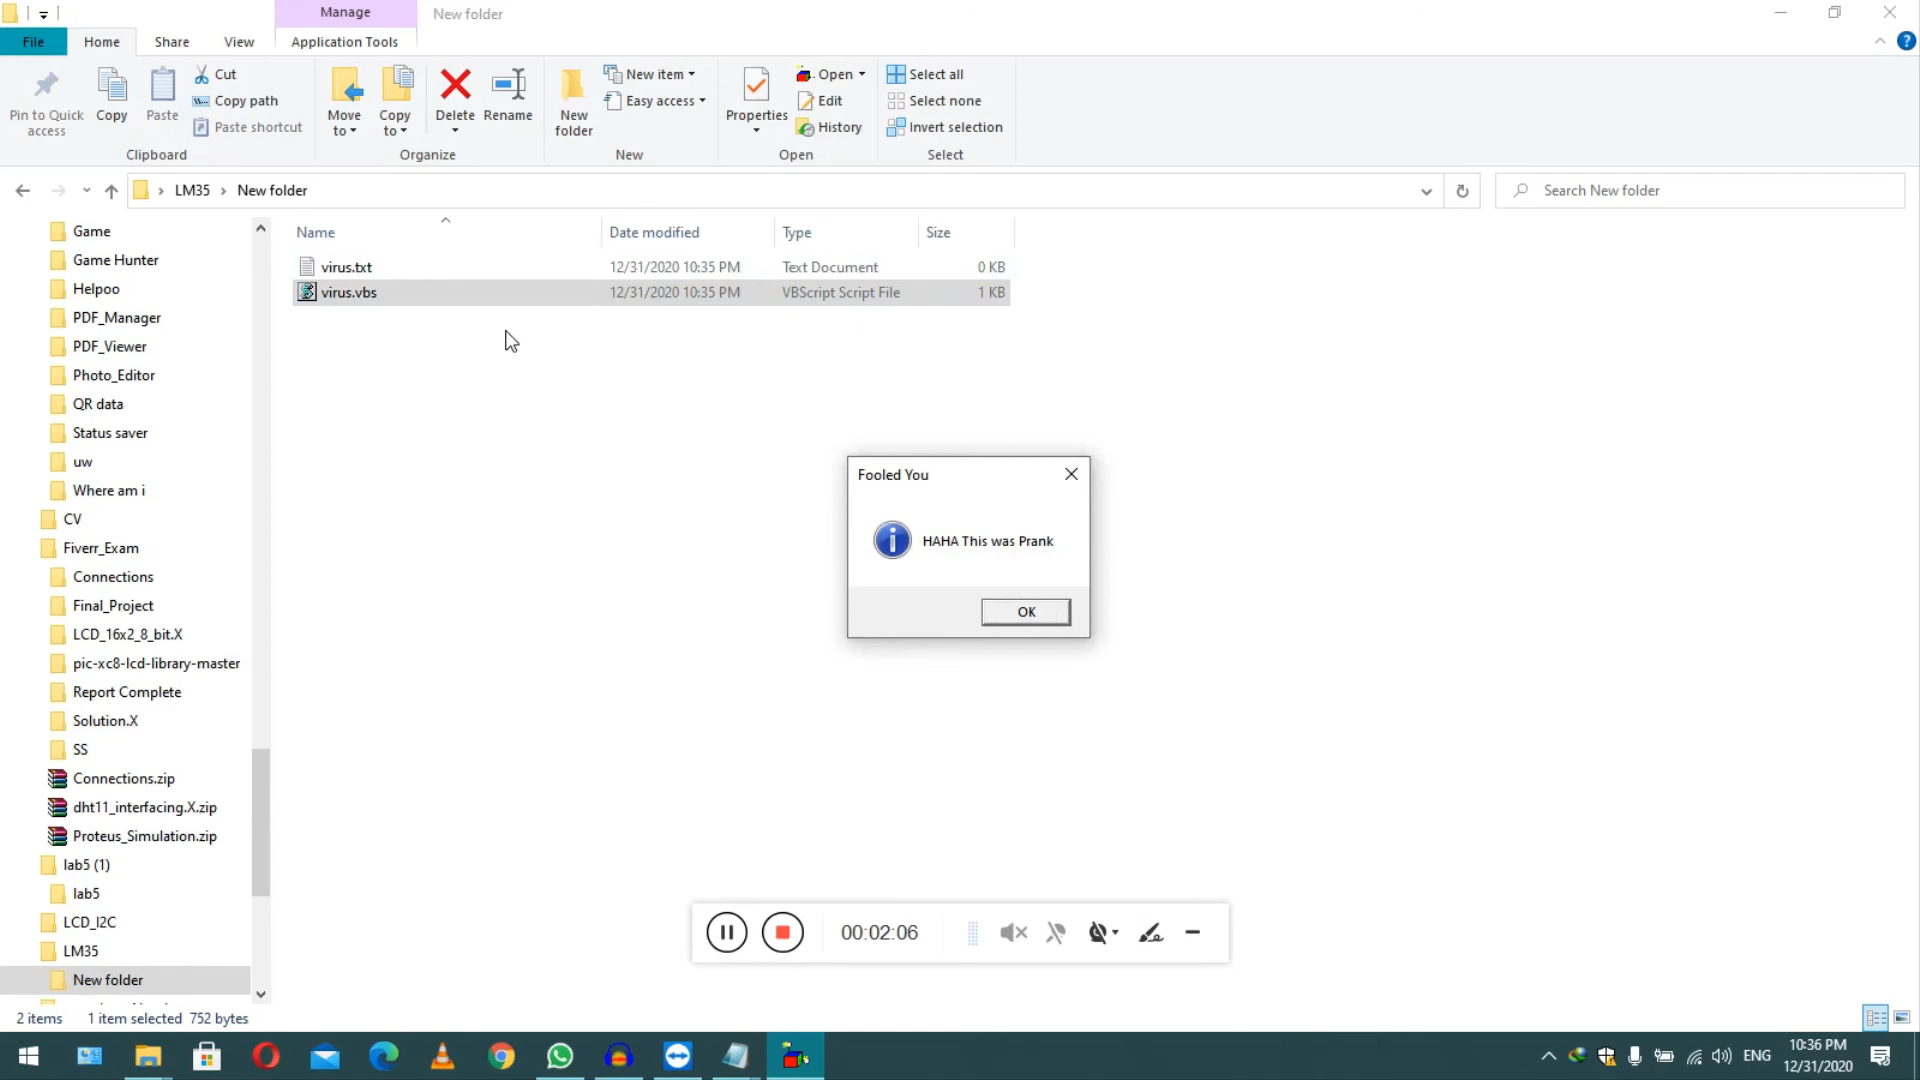 Manage
New folder
File
Home
Share
View
Application Tools
Pin to Quick access
Copy
Paste
Cut
Copy path
Paste shortcut
Clipboard
Move to
Copy to
Delete
Rename
Organize
New folder
New item
Easy access
New
Properties
Open
Edit
History
Open
Select all
Select none
Invert selection
Select
LM35 › New folder
Search New folder
Name
Date modified
Type
Size
virus.txt 12/31/2020 10:35 PM Text Document 0 KB
virus.vbs 12/31/2020 10:35 PM VBScript Script File 1 KB
Game
Game Hunter
Helpoo
PDF_Manager
PDF_Viewer
Photo_Editor
QR data
Status saver
uw
Where am i
CV
Fiverr_Exam
Connections
Final_Project
LCD_16x2_8_bit.X
pic-xc8-lcd-library-master
Report Complete
Solution.X
SS
Connections.zip
dht11_interfacing.X.zip
Proteus_Simulation.zip
lab5 (1)
lab5
LCD_I2C
LM35
New folder
Fooled You
HAHA This was Prank
OK
00:02:06
2 items 1 item selected 752 bytes
ENG
10:36 PM
12/31/2020